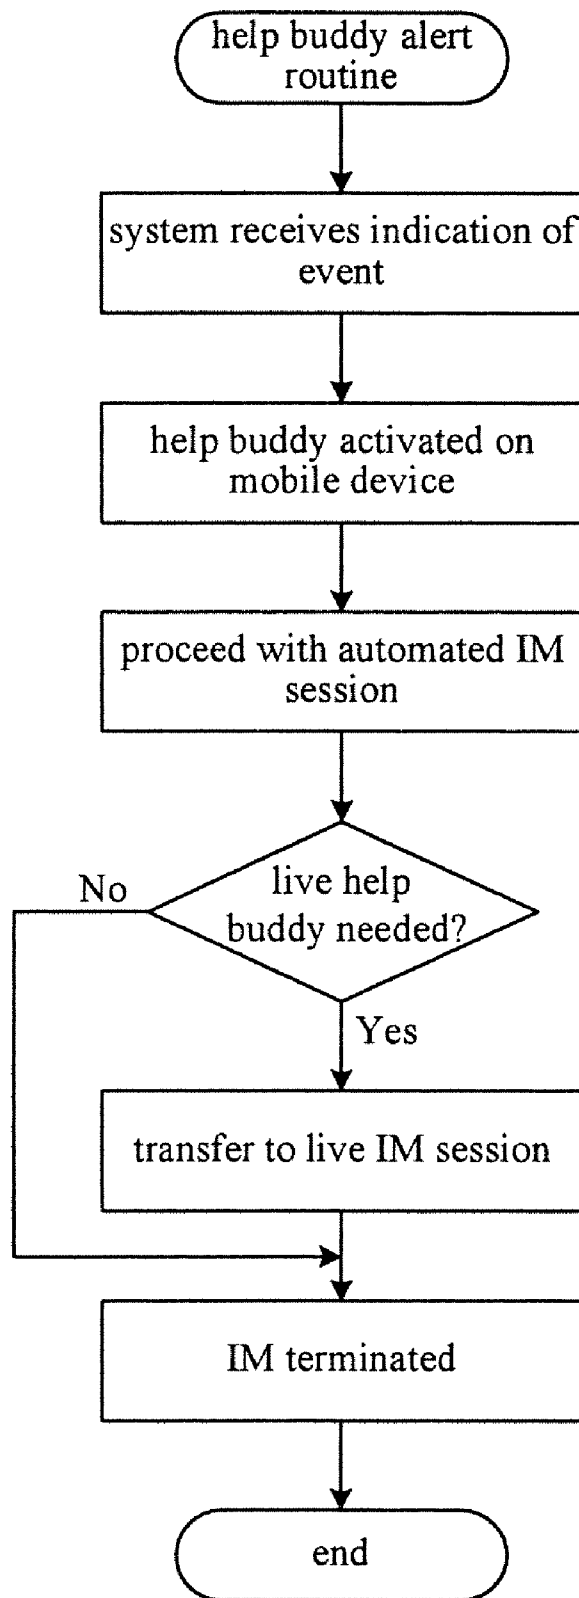 help buddy alert
routine
system receives indication of
event
help buddy activated on
mobile device
proceed with automated IM
session
live help
buddy needed?
No
Yes
transfer to live IM session
IM terminated
end